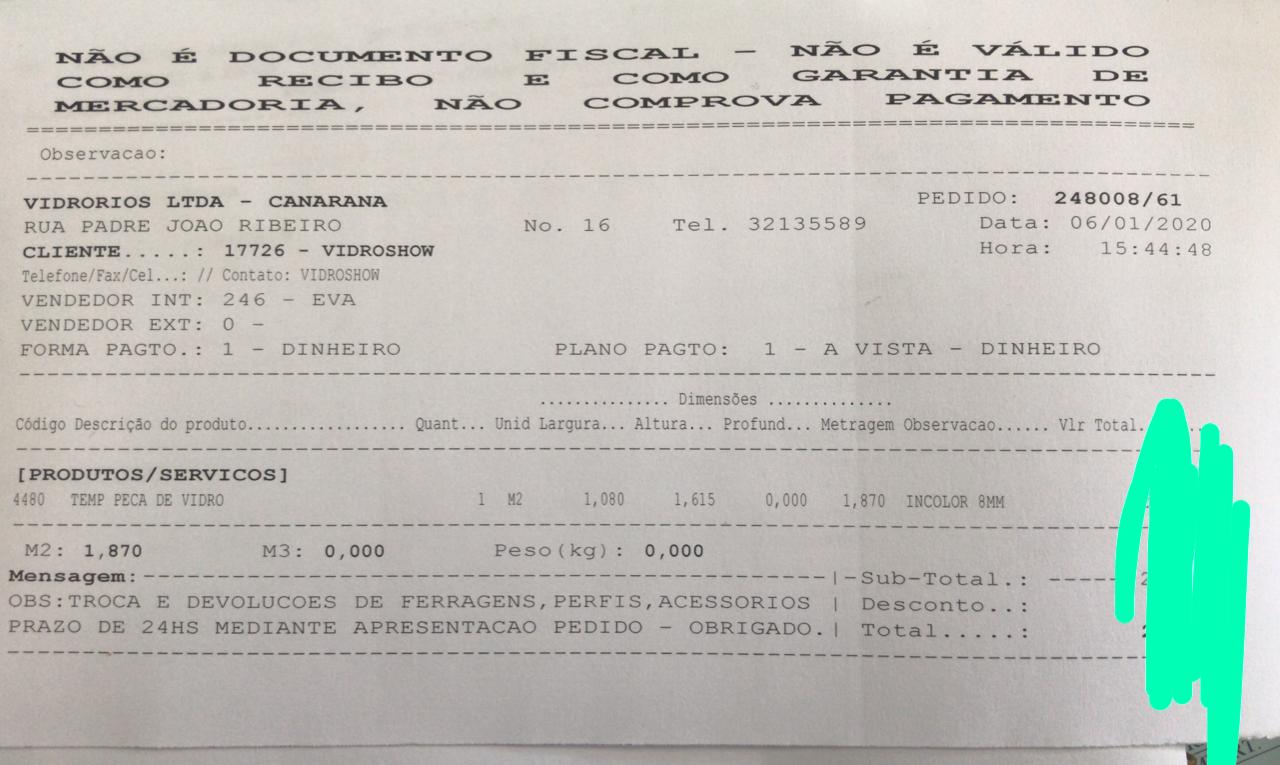 NÃO É DOCUMENTO FISCAL - NÃO É VÁLIDO
COMO RECIBO E COMO GARANTIA DE
MERCADORIA, NÃO COMPROVA PAGAMENTO
Observacao:
VIDRORIOS LTDA - CANARANA PEDIDO: 248008/61
RUA PADRE JOAO RIBEIRO No. 16 Tel. 32135589 Data: 06/01/2020
CLIENTE.....: 17726 - VIDROSHOW Hora: 15:44:48
Telefone/Fax/Cel...: // Contato: VIDROSHOW
VENDEDOR INT: 246 - EVA
VENDEDOR EXT: 0 -
FORMA PAGTO.: 1 - DINHEIRO PLANO PAGTO: 1 - A VISTA - DINHEIRO
............... Dimensões ..............
Código Descrição do produto.................. Quant... Unid Largura... Altura... Profund... Metragem Observacao...... Vlr Total.
[PRODUTOS/SERVICOS]
4480 TEMP PECA DE VIDRO 1 M2 1,080 1,615 0,000 1,870 INCOLOR 8MM
M2: 1,870 M3: 0,000 Peso(kg): 0,000
Mensagem:------------------------------------------------|-Sub-Total.: -----
OBS:TROCA E DEVOLUCOES DE FERRAGENS,PERFIS,ACESSORIOS | Desconto..:
PRAZO DE 24HS MEDIANTE APRESENTACAO PEDIDO - OBRIGADO.| Total.....: